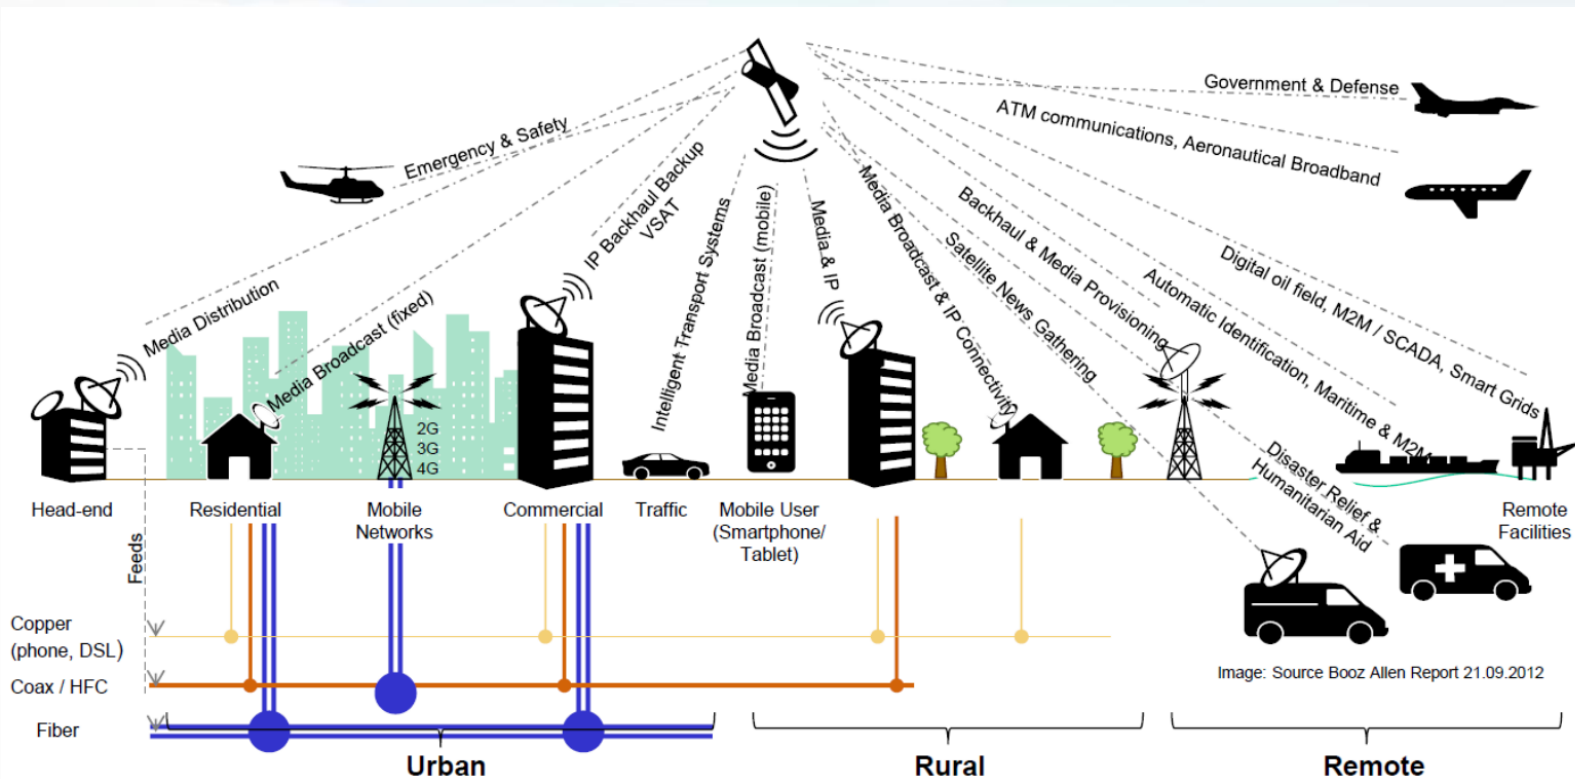 Government & Defense
ATM communications, Aeronautical Broadband
Emergency & Safety
IP Backhaul Backup
VSAT
Media Distribution
Media Broadcast (fixed)
Intelligent Transport Systems
Media Broadcast (mobile)
Media & IP
Media Broadcast & IP Connectivity
Satellite News Gathering
Backhaul & Media Provisioning
Automatic Identification, Maritime & M2M
Digital oil field, M2M / SCADA, Smart Grids
Disaster Relief &
Humanitarian Aid
2G
3G
4G
Head-end
Residential
Mobile
Networks
Commercial
Traffic
Mobile User
(Smartphone/
Tablet)
Remote
Facilities
Feeds
Copper
(phone, DSL)
Coax / HFC
Fiber
Image: Source Booz Allen Report 21.09.2012
Urban
Rural
Remote